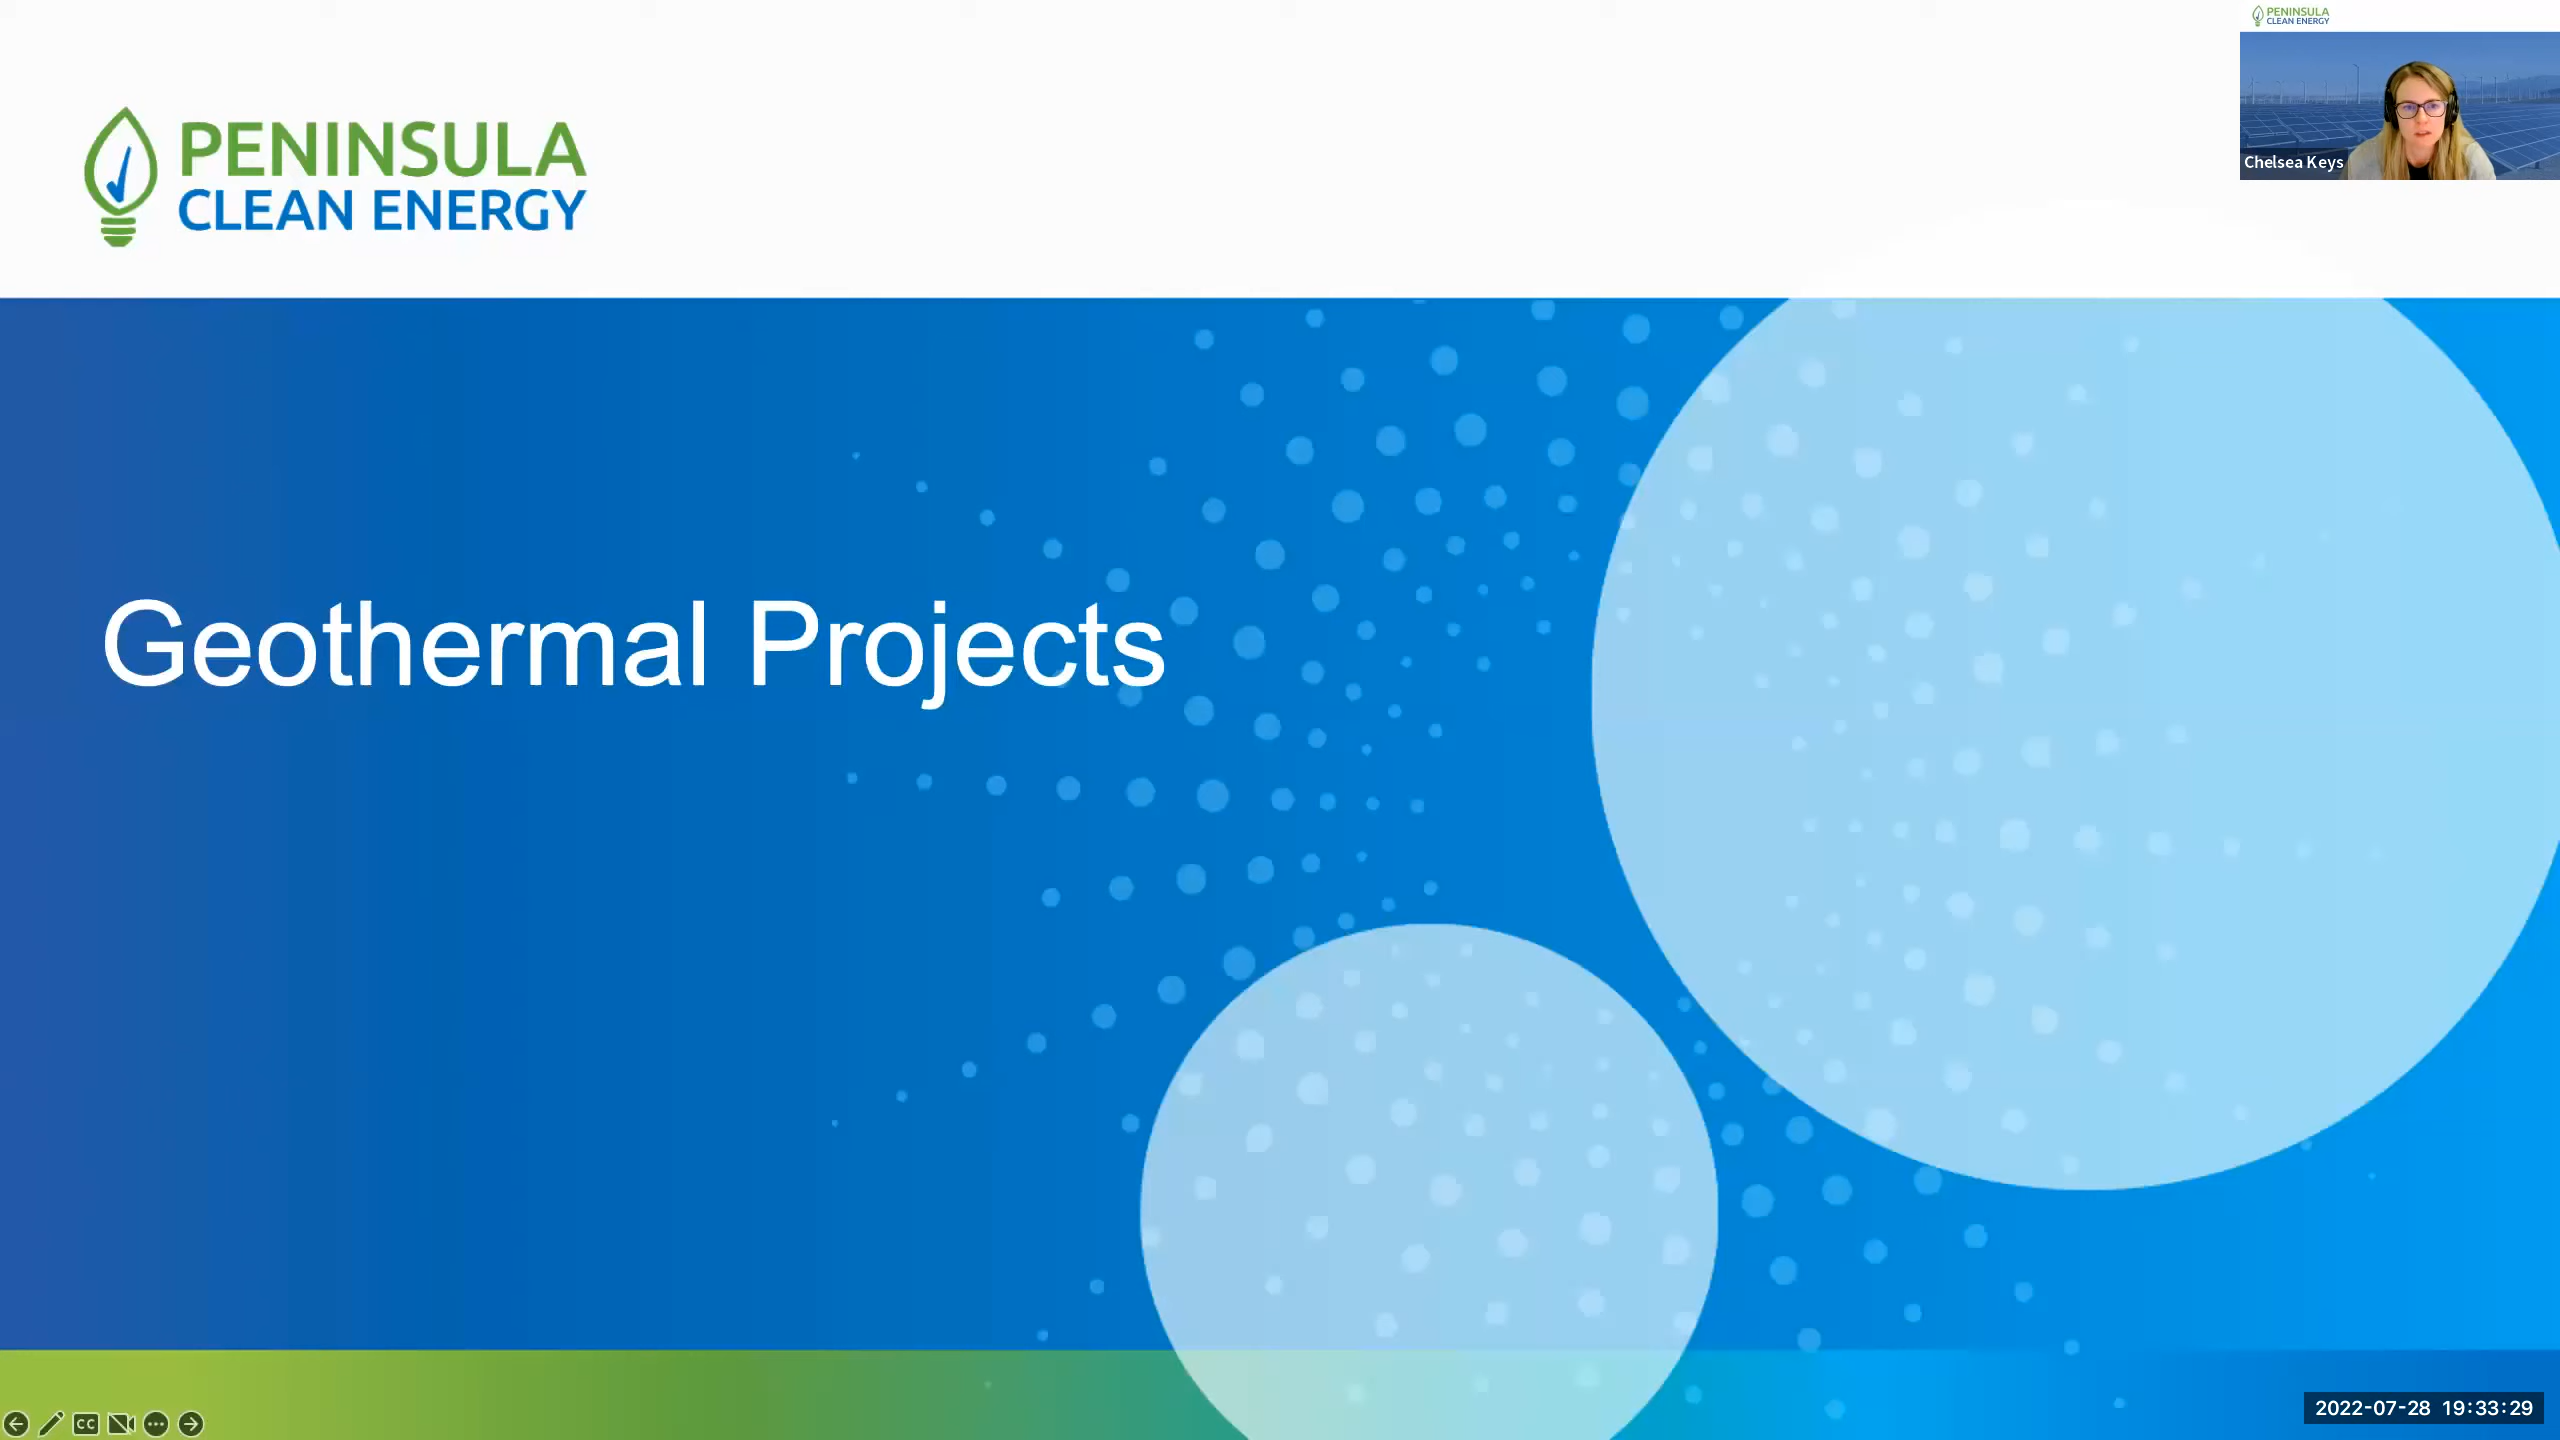 PENINSULA
CLEAN ENERGY
PENINSULA
CLEAN ENERGY
Chelsea Keys
Geothermal Projects
CC
2022-07-28 19:33:29